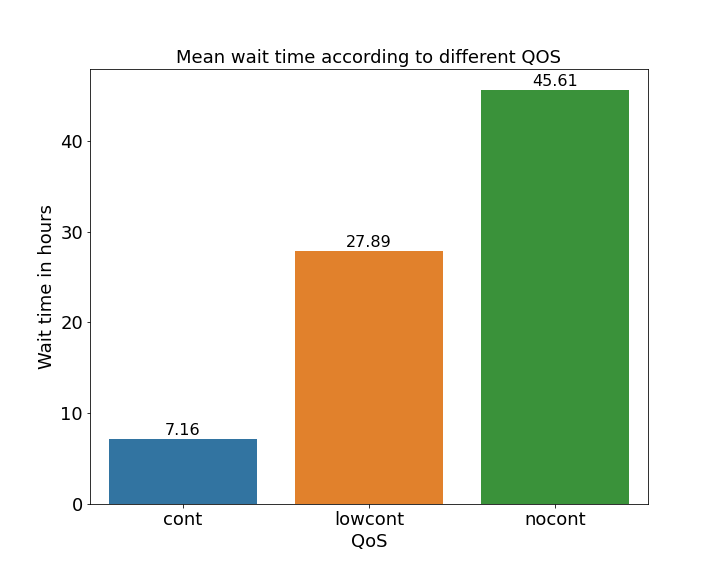 Mean wait time according to different QOS
45.61
40
Wait time in hours
30
27.89
20
10
7.16
0
cont lowcont nocont
QoS